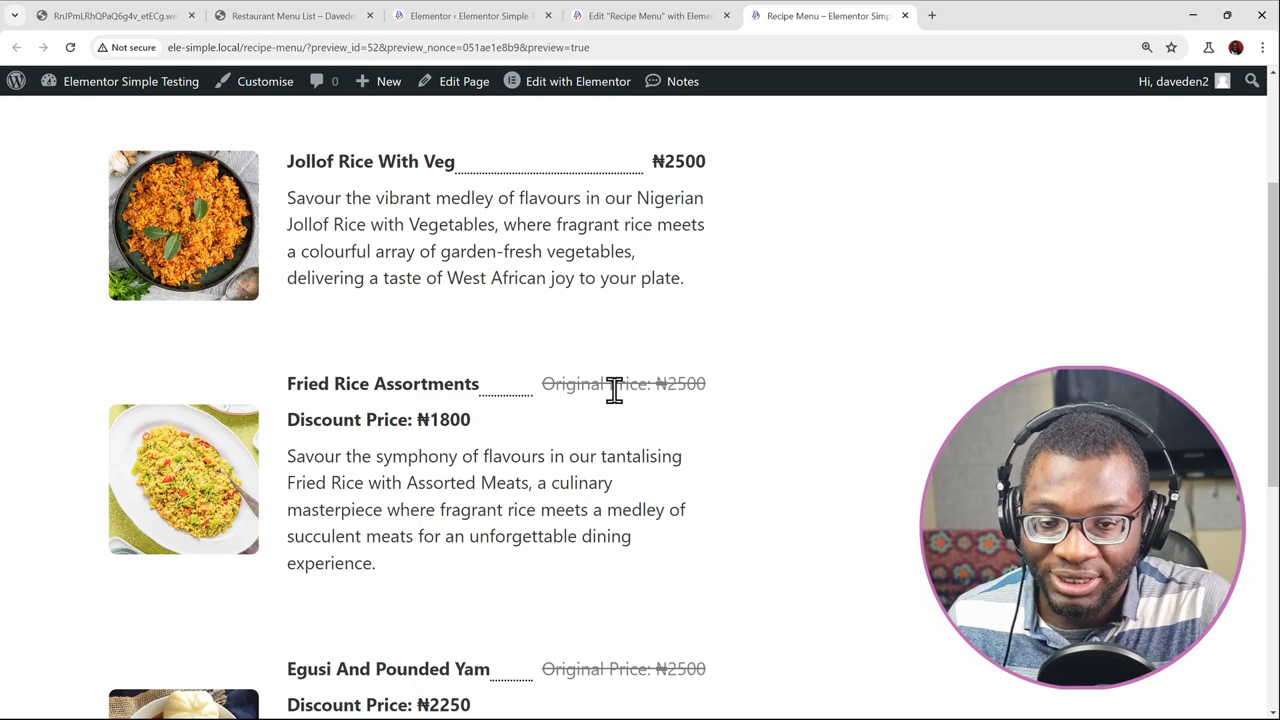 RnJPmLRhQPaQ6g4v_etECg.we
Restaurant Menu List – Davede
Elementor ‹ Elementor Simple T
Edit "Recipe Menu" with Elemen
Recipe Menu – Elementor Simp
Not secure
ele-simple.local/recipe-menu/?preview_id=52&preview_nonce=051ae1e8b9&preview=true
Elementor Simple Testing
Customise
0
New
Edit Page
Edit with Elementor
Notes
Hi, daveden2
Jollof Rice With Veg ₦2500
Savour the vibrant medley of flavours in our Nigerian
Jollof Rice with Vegetables, where fragrant rice meets
a colourful array of garden-fresh vegetables,
delivering a taste of West African joy to your plate.
Fried Rice Assortments Original Price: ₦2500
Discount Price: ₦1800
Savour the symphony of flavours in our tantalising
Fried Rice with Assorted Meats, a culinary
masterpiece where fragrant rice meets a medley of
succulent meats for an unforgettable dining
experience.
Egusi And Pounded Yam Original Price: ₦2500
Discount Price: ₦2250